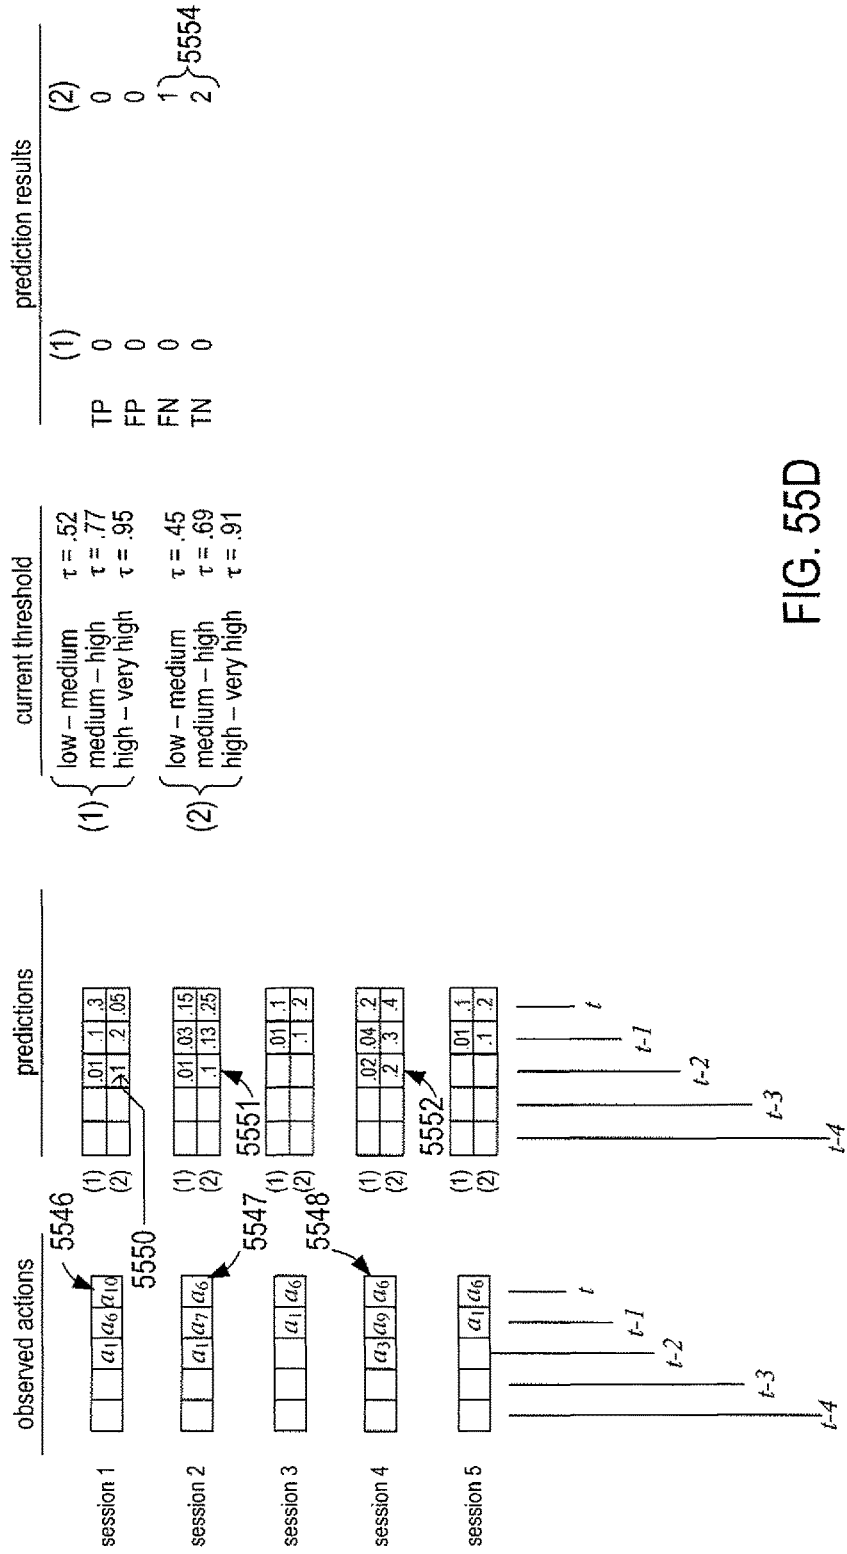 observed actions
predictions
current threshold
prediction results
session 1
a1 a6 a10
5546
5550
(1) .01 .1 .3
(2) .1 .2 .05
session 2
a1 a7 a6
5547
(1) .01 .03 .15
(2) .1 .13 .25
5551
session 3
a1 a6
(1) .01 .1
(2) .1 .2
session 4
a3 a9 a6
5548
(1) .02 .04 .2
(2) .2 .3 .4
5552
session 5
a1 a6
(1) .01 .1
(2) .1 .2
t-4 t-3 t-2 t-1 t
t-4 t-3 t-2 t-1 t
(1)
low – medium τ = .52
medium – high τ = .77
high – very high τ = .95
(2)
low – medium τ = .45
medium – high τ = .69
high – very high τ = .91
(1) (2)
TP 0 0
FP 0 0
FN 0 1
TN 0 2
5554
FIG. 55D